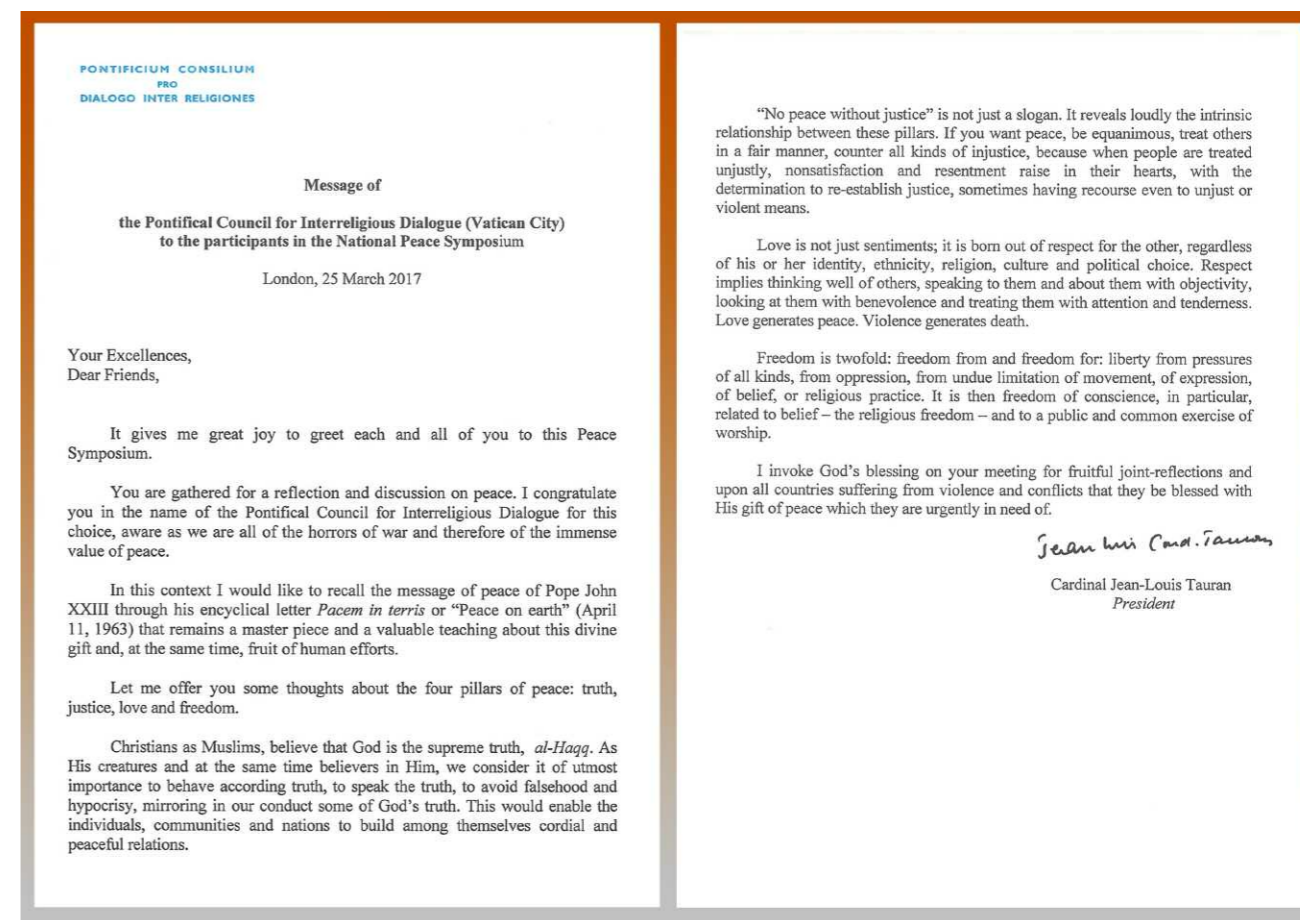 PONTIFICIUM CONSILIUM
PRO
DIALOGO INTER RELIGIONES
Message of
the Pontifical Council for Interreligious Dialogue (Vatican City)
to the participants in the National Peace Symposium
London, 25 March 2017
Your Excellences,
Dear Friends,
It gives me great joy to greet each and all of you to this Peace
Symposium.
You are gathered for a reflection and discussion on peace. I congratulate
you in the name of the Pontifical Council for Interreligious Dialogue for this
choice, aware as we are all of the horrors of war and therefore of the immense
value of peace.
In this context I would like to recall the message of peace of Pope John
XXIII through his encyclical letter Pacem in terris or “Peace on earth” (April
11, 1963) that remains a master piece and a valuable teaching about this divine
gift and, at the same time, fruit of human efforts.
Let me offer you some thoughts about the four pillars of peace: truth,
justice, love and freedom.
Christians as Muslims, believe that God is the supreme truth, al-Haqq. As
His creatures and at the same time believers in Him, we consider it of utmost
importance to behave according truth, to speak the truth, to avoid falsehood and
hypocrisy, mirroring in our conduct some of God’s truth. This would enable the
individuals, communities and nations to build among themselves cordial and
peaceful relations.
“No peace without justice” is not just a slogan. It reveals loudly the intrinsic
relationship between these pillars. If you want peace, be equanimous, treat others
in a fair manner, counter all kinds of injustice, because when people are treated
unjustly, nonsatisfaction and resentment raise in their hearts, with the
determination to re-establish justice, sometimes having recourse even to unjust or
violent means.
Love is not just sentiments; it is born out of respect for the other, regardless
of his or her identity, ethnicity, religion, culture and political choice. Respect
implies thinking well of others, speaking to them and about them with objectivity,
looking at them with benevolence and treating them with attention and tenderness.
Love generates peace. Violence generates death.
Freedom is twofold: freedom from and freedom for: liberty from pressures
of all kinds, from oppression, from undue limitation of movement, of expression,
of belief, or religious practice. It is then freedom of conscience, in particular,
related to belief – the religious freedom – and to a public and common exercise of
worship.
I invoke God’s blessing on your meeting for fruitful joint-reflections and
upon all countries suffering from violence and conflicts that they be blessed with
His gift of peace which they are urgently in need of.
Jean Louis Card. Tauran
Cardinal Jean-Louis Tauran
President